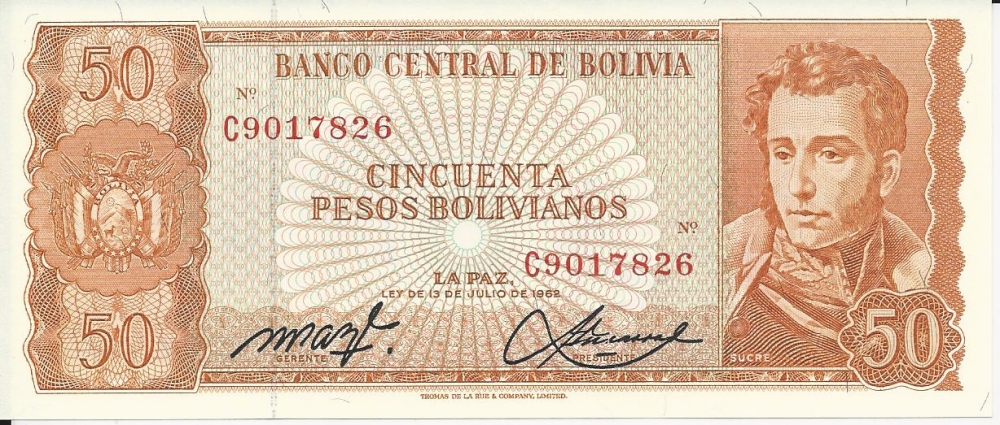 50
BANCO CENTRAL DE BOLIVIA
Nº
C9017826
CINCUENTA
PESOS BOLIVIANOS
Nº
C9017826
LA PAZ,
LEY DE 13 DE JULIO DE 1962
50
GERENTE
PRESIDENTE
SUCRE
50
THOMAS DE LA RUE & COMPANY, LIMITED.